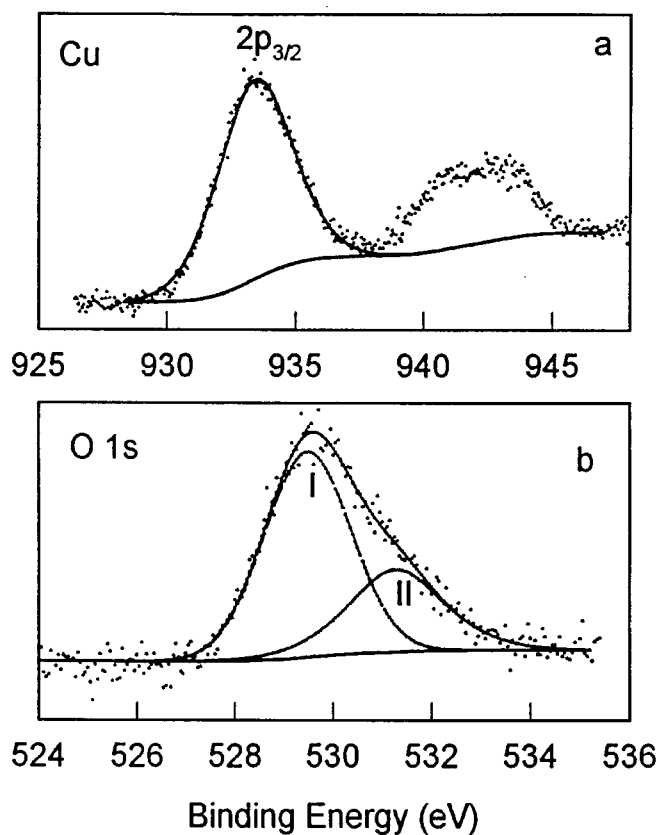 Cu 2p3/2 a
925 930 935 940 945
O 1s b
I
II
524 526 528 530 532 534 536
Binding Energy (eV)